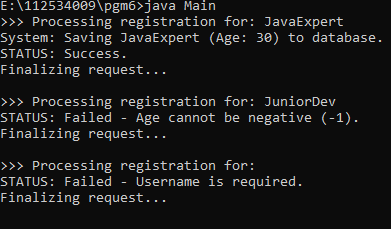 E:\112534009\pgm6>java Main
>>> Processing registration for: JavaExpert
System: Saving JavaExpert (Age: 30) to database.
STATUS: Success.
Finalizing request...
>>> Processing registration for: JuniorDev
STATUS: Failed - Age cannot be negative (-1).
Finalizing request...
>>> Processing registration for:
STATUS: Failed - Username is required.
Finalizing request...